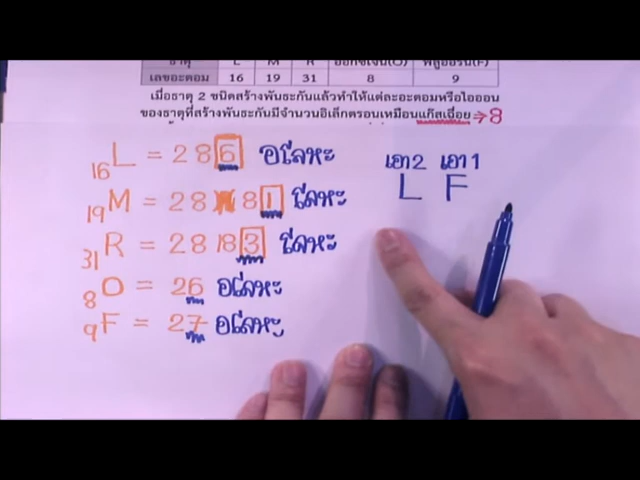 ธาตุ L M R ออกซิเจน(O) ฟลูออรีน(F)
เลขอะตอม 16 19 31 8 9
เมื่อธาตุ 2 ชนิดสร้างพันธะกันแล้วทำให้แต่ละอะตอมหรือไอออน
ของธาตุที่สร้างพันธะกันมีจำนวนอิเล็กตรอนเหมือนแก๊สเฉื่อย → 8
16L = 2 8 6 อโลหะ
เอา2 เอา1
L F
19M = 2 8 8 1 โลหะ
31R = 2 8 18 3 โลหะ
8O = 2 6 อโลหะ
9F = 2 7 อโลหะ